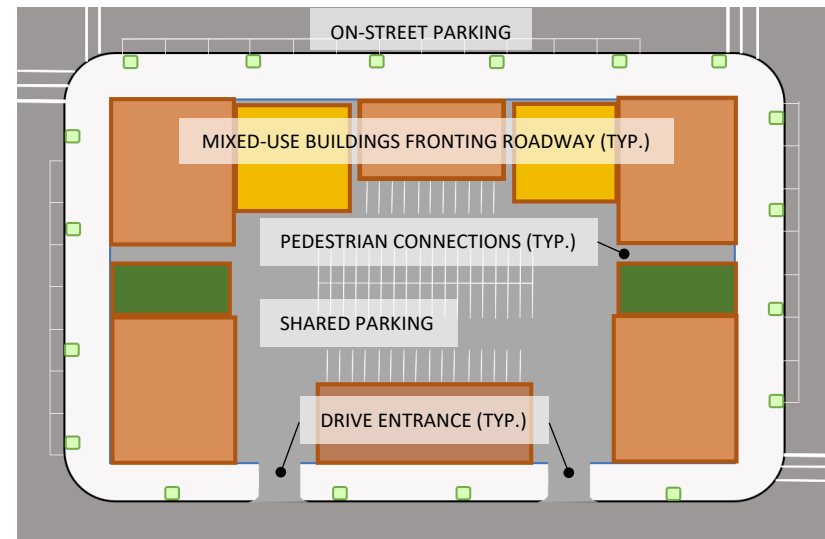 ON-STREET PARKING
MIXED-USE BUILDINGS FRONTING ROADWAY (TYP.)
PEDESTRIAN CONNECTIONS (TYP.)
SHARED PARKING
DRIVE ENTRANCE (TYP.)